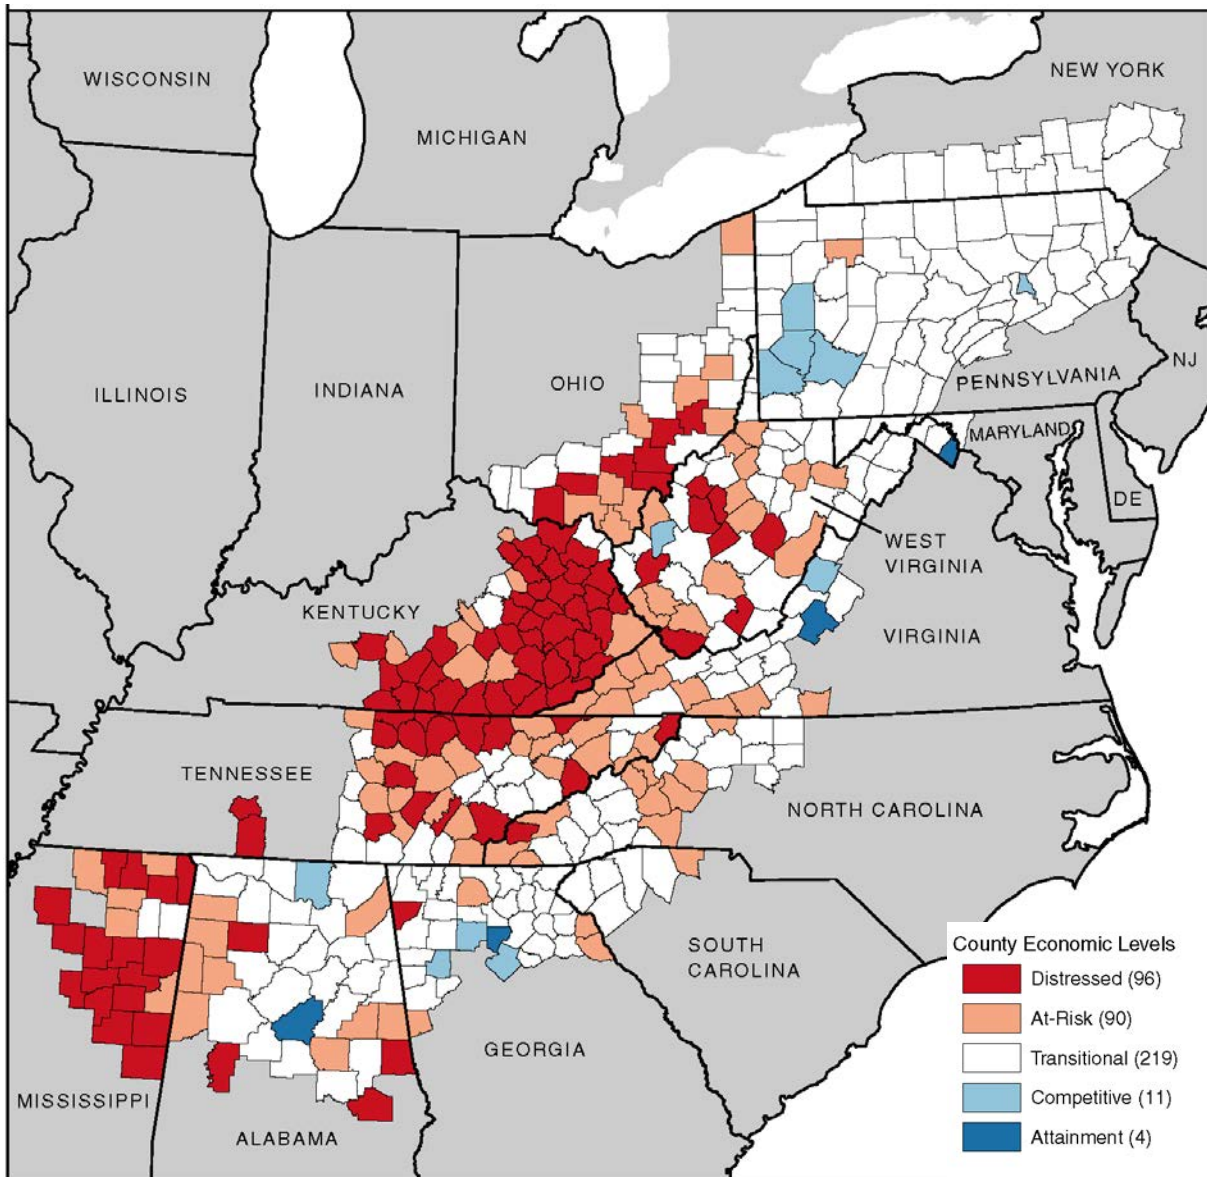 NEW YORK
WISCONSIN
MICHIGAN
NJ
PENNSYLVANIA
OHIO
INDIANA
ILLINOIS
MARYLAND
DE
WEST
VIRGINIA
KENTUCKY
VIRGINIA
TENNESSEE
NORTH CAROLINA
SOUTH
CAROLINA
GEORGIA
MISSISSIPPI
ALABAMA
County Economic Levels
Distressed (96)
At-Risk (90)
Transitional (219)
Competitive (11)
Attainment (4)